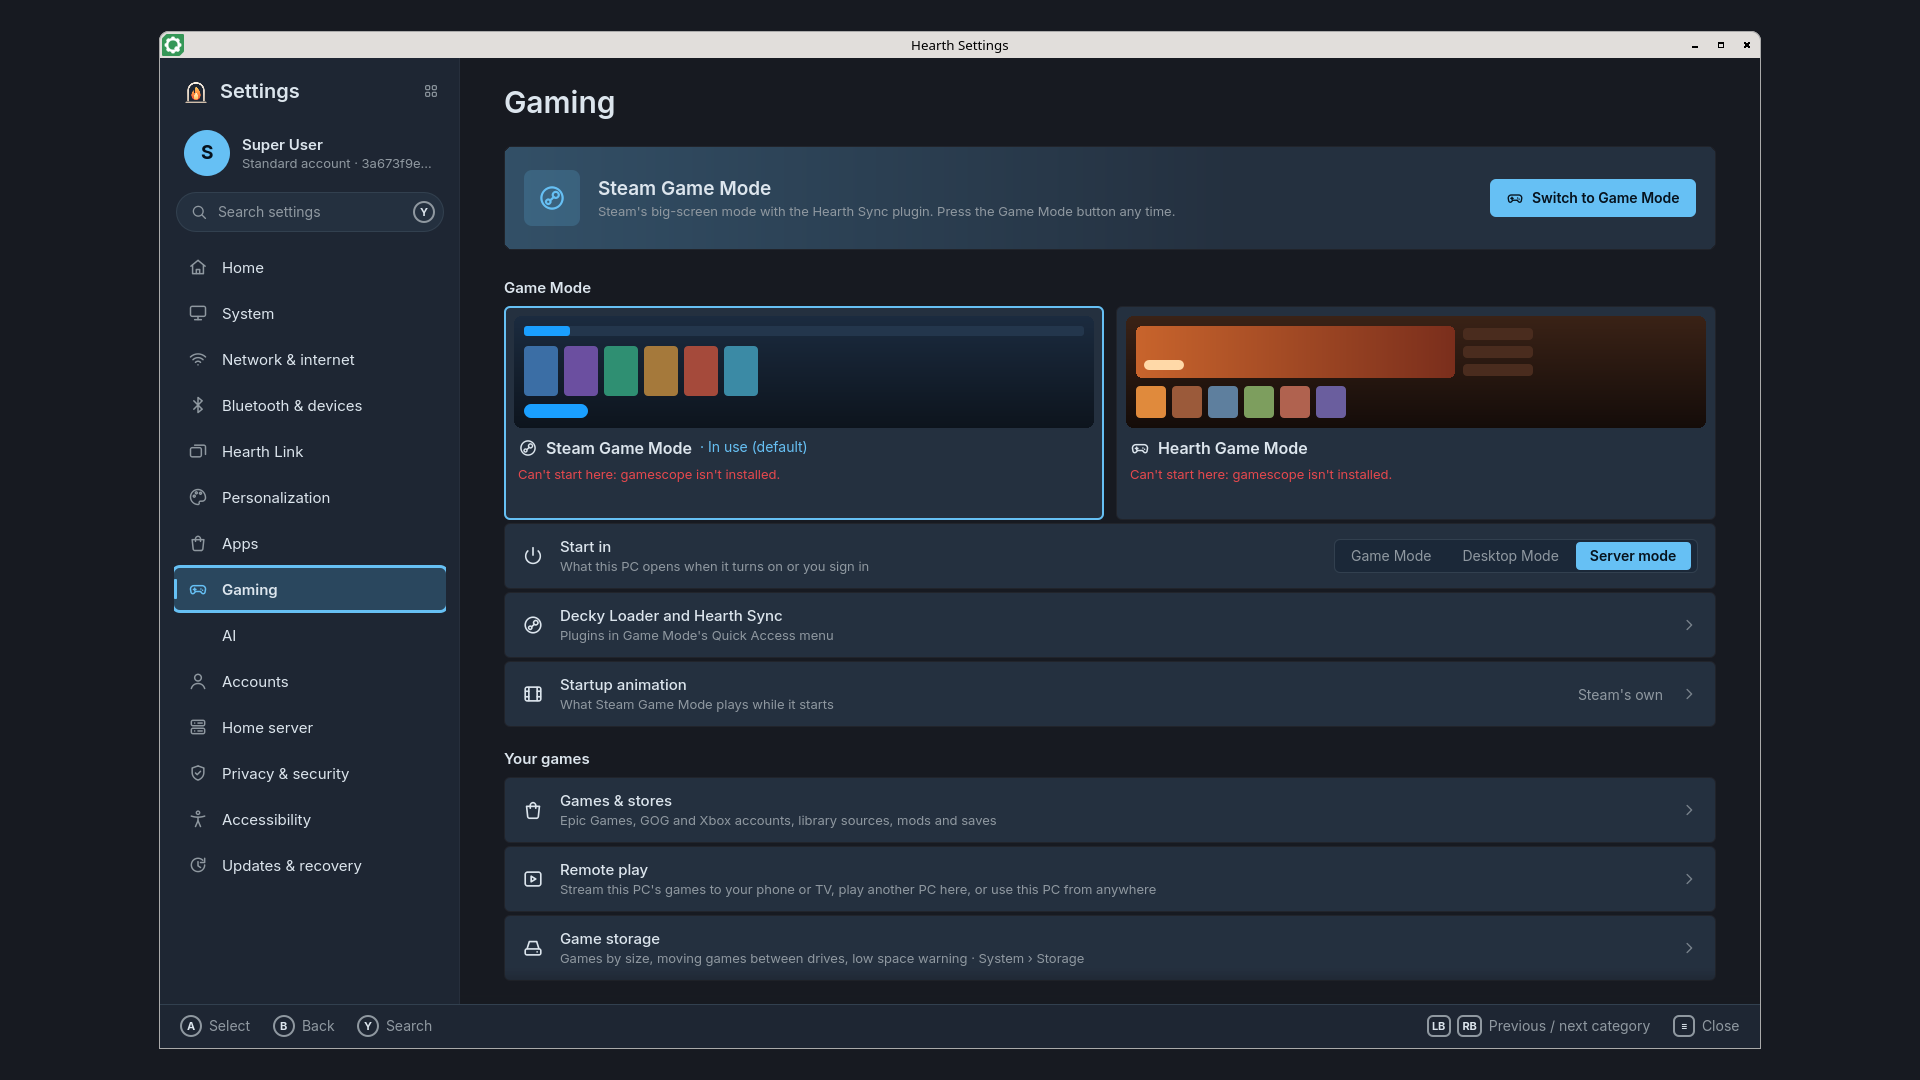 Hearth Settings
Settings
S
Super User
Standard account · 3a673f9e...
Search settings
Y
Home
System
Network & internet
Bluetooth & devices
Hearth Link
Personalization
Apps
Gaming
AI
Accounts
Home server
Privacy & security
Accessibility
Updates & recovery
Gaming
Steam Game Mode
Steam's big-screen mode with the Hearth Sync plugin. Press the Game Mode button any time.
Switch to Game Mode
Game Mode
Steam Game Mode · In use (default)
Can't start here: gamescope isn't installed.
Hearth Game Mode
Can't start here: gamescope isn't installed.
Start in
What this PC opens when it turns on or you sign in
Game Mode Desktop Mode Server mode
Decky Loader and Hearth Sync
Plugins in Game Mode's Quick Access menu
Startup animation
What Steam Game Mode plays while it starts
Steam's own
Your games
Games & stores
Epic Games, GOG and Xbox accounts, library sources, mods and saves
Remote play
Stream this PC's games to your phone or TV, play another PC here, or use this PC from anywhere
Game storage
Games by size, moving games between drives, low space warning · System › Storage
A Select B Back Y Search
LB RB Previous / next category ≡ Close